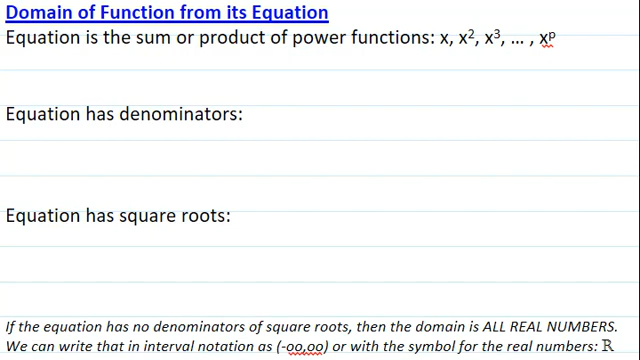 Domain of Function from its Equation
Equation is the sum or product of power functions: x, x², x³, ... , xᵖ
Equation has denominators:
Equation has square roots:
If the equation has no denominators of square roots, then the domain is ALL REAL NUMBERS.
We can write that in interval notation as (-oo,oo) or with the symbol for the real numbers: ℝ